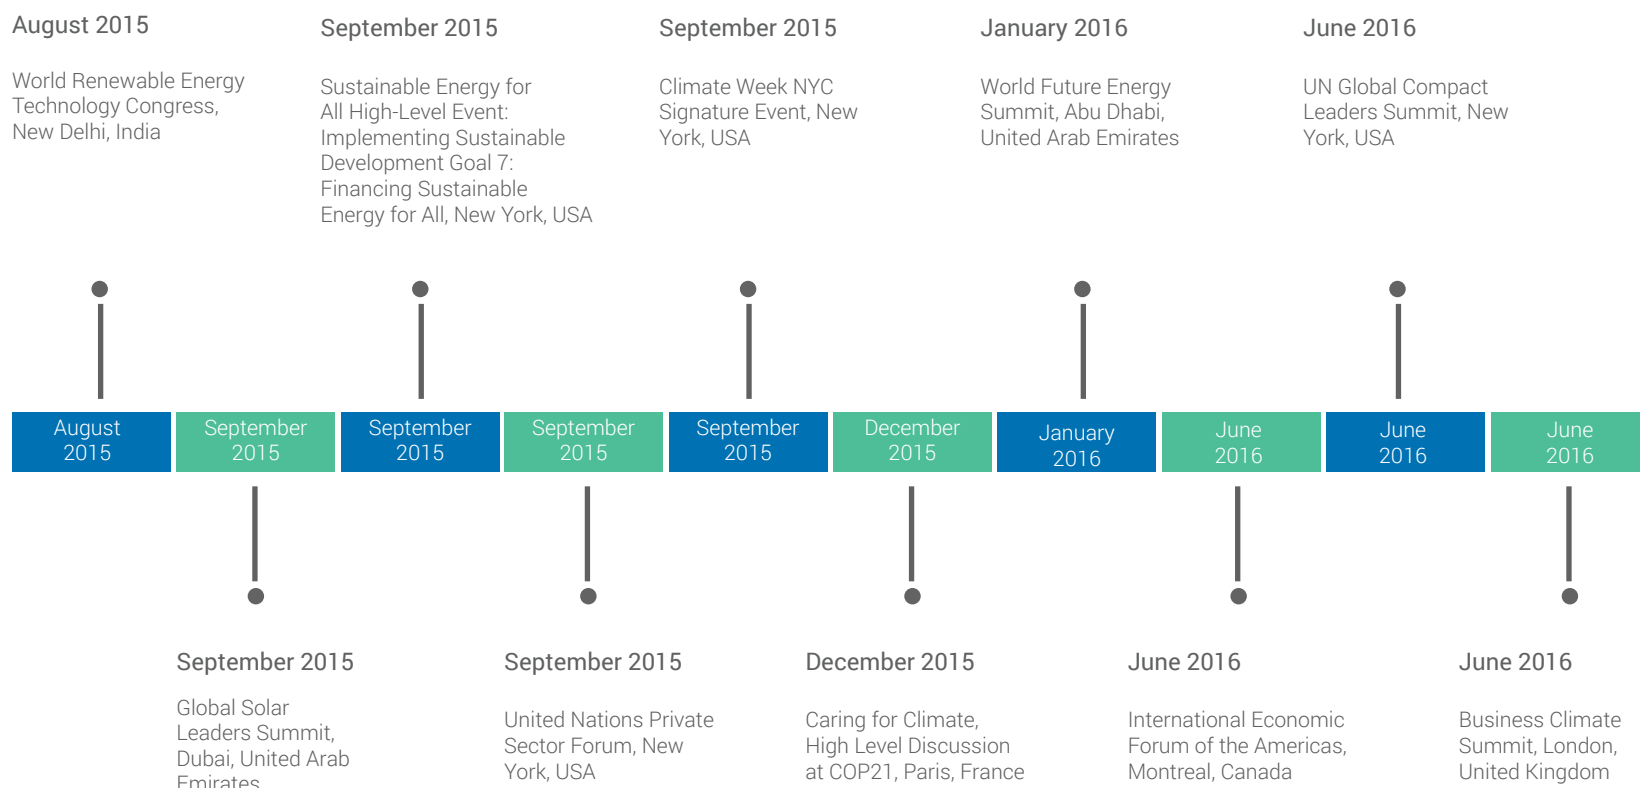 August 2015
World Renewable Energy
Technology Congress,
New Delhi, India
September 2015
Sustainable Energy for
All High-Level Event:
Implementing Sustainable
Development Goal 7:
Financing Sustainable
Energy for All, New York, USA
September 2015
Climate Week NYC
Signature Event, New
York, USA
January 2016
World Future Energy
Summit, Abu Dhabi,
United Arab Emirates
June 2016
UN Global Compact
Leaders Summit, New
York, USA
August
2015
September
2015
September
2015
September
2015
September
2015
December
2015
January
2016
June
2016
June
2016
June
2016
September 2015
Global Solar
Leaders Summit,
Dubai, United Arab
Emirates
September 2015
United Nations Private
Sector Forum, New
York, USA
December 2015
Caring for Climate,
High Level Discussion
at COP21, Paris, France
June 2016
International Economic
Forum of the Americas,
Montreal, Canada
June 2016
Business Climate
Summit, London,
United Kingdom